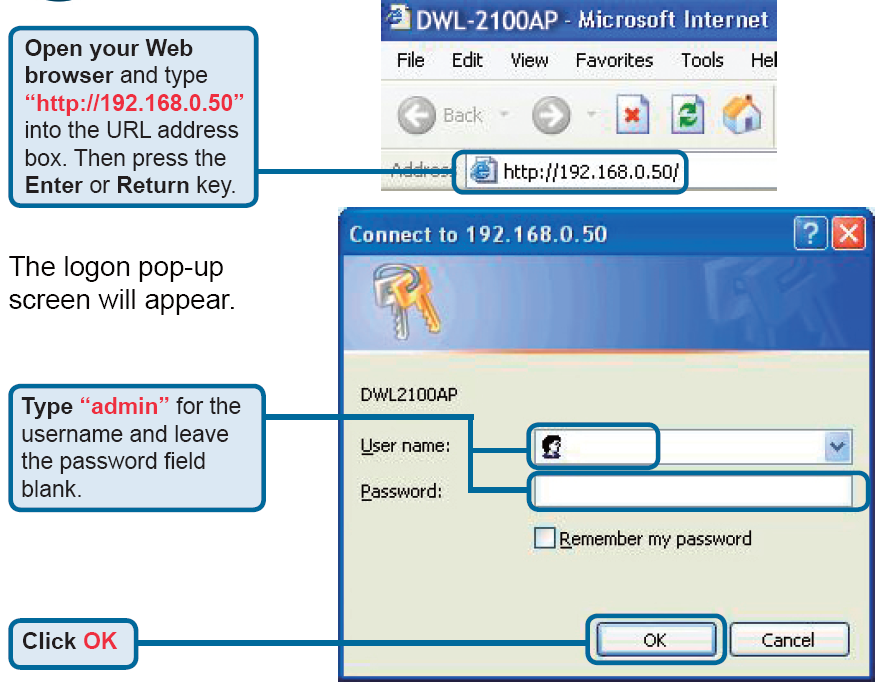 DWL-2100AP - Microsoft Internet
Open your Web
browser and type
“http://192.168.0.50”
into the URL address
box. Then press the
Enter or Return key.
File Edit View Favorites Tools Hel
Back
Address http://192.168.0.50/
Connect to 192.168.0.50
The logon pop-up
screen will appear.
DWL2100AP
Type “admin” for the
username and leave
the password field
blank.
User name:
Password:
Remember my password
Click OK
OK Cancel